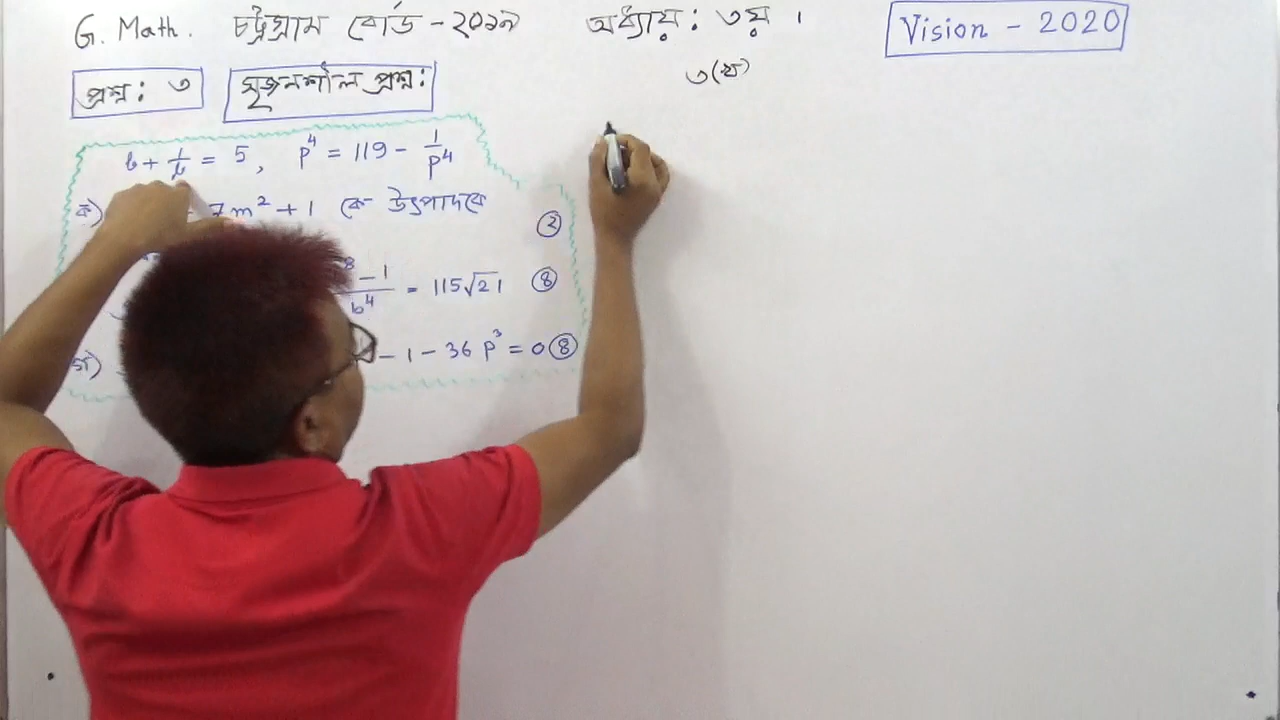 G. Math. চট্টগ্রাম বোর্ড - ২০১৯ অধ্যায়: ৩য় ।
Vision - 2020
প্রশ্ন: ৩ সৃজনশীল প্রশ্ন:
৩(খ)
b + 1/b = 5, p⁴ = 119 - 1/p⁴
ক) 7m² + 1 কে উৎপাদকে
২
⁸ - 1 / b⁴ = 115√21 ৪
গ) - 1 - 36 p³ = 0 ৪